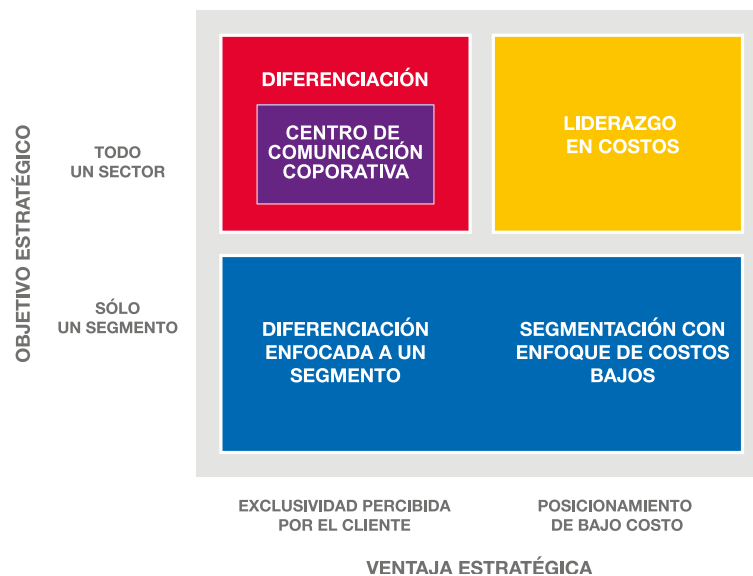 OBJETIVO ESTRATÉGICO
TODO
UN SECTOR
DIFERENCIACIÓN
CENTRO DE
COMUNICACIÓN
COPORATIVA
LIDERAZGO
EN COSTOS
SÓLO
UN SEGMENTO
DIFERENCIACIÓN
ENFOCADA A UN
SEGMENTO
SEGMENTACIÓN CON
ENFOQUE DE COSTOS
BAJOS
EXCLUSIVIDAD PERCIBIDA
POR EL CLIENTE
POSICIONAMIENTO
DE BAJO COSTO
VENTAJA ESTRATÉGICA